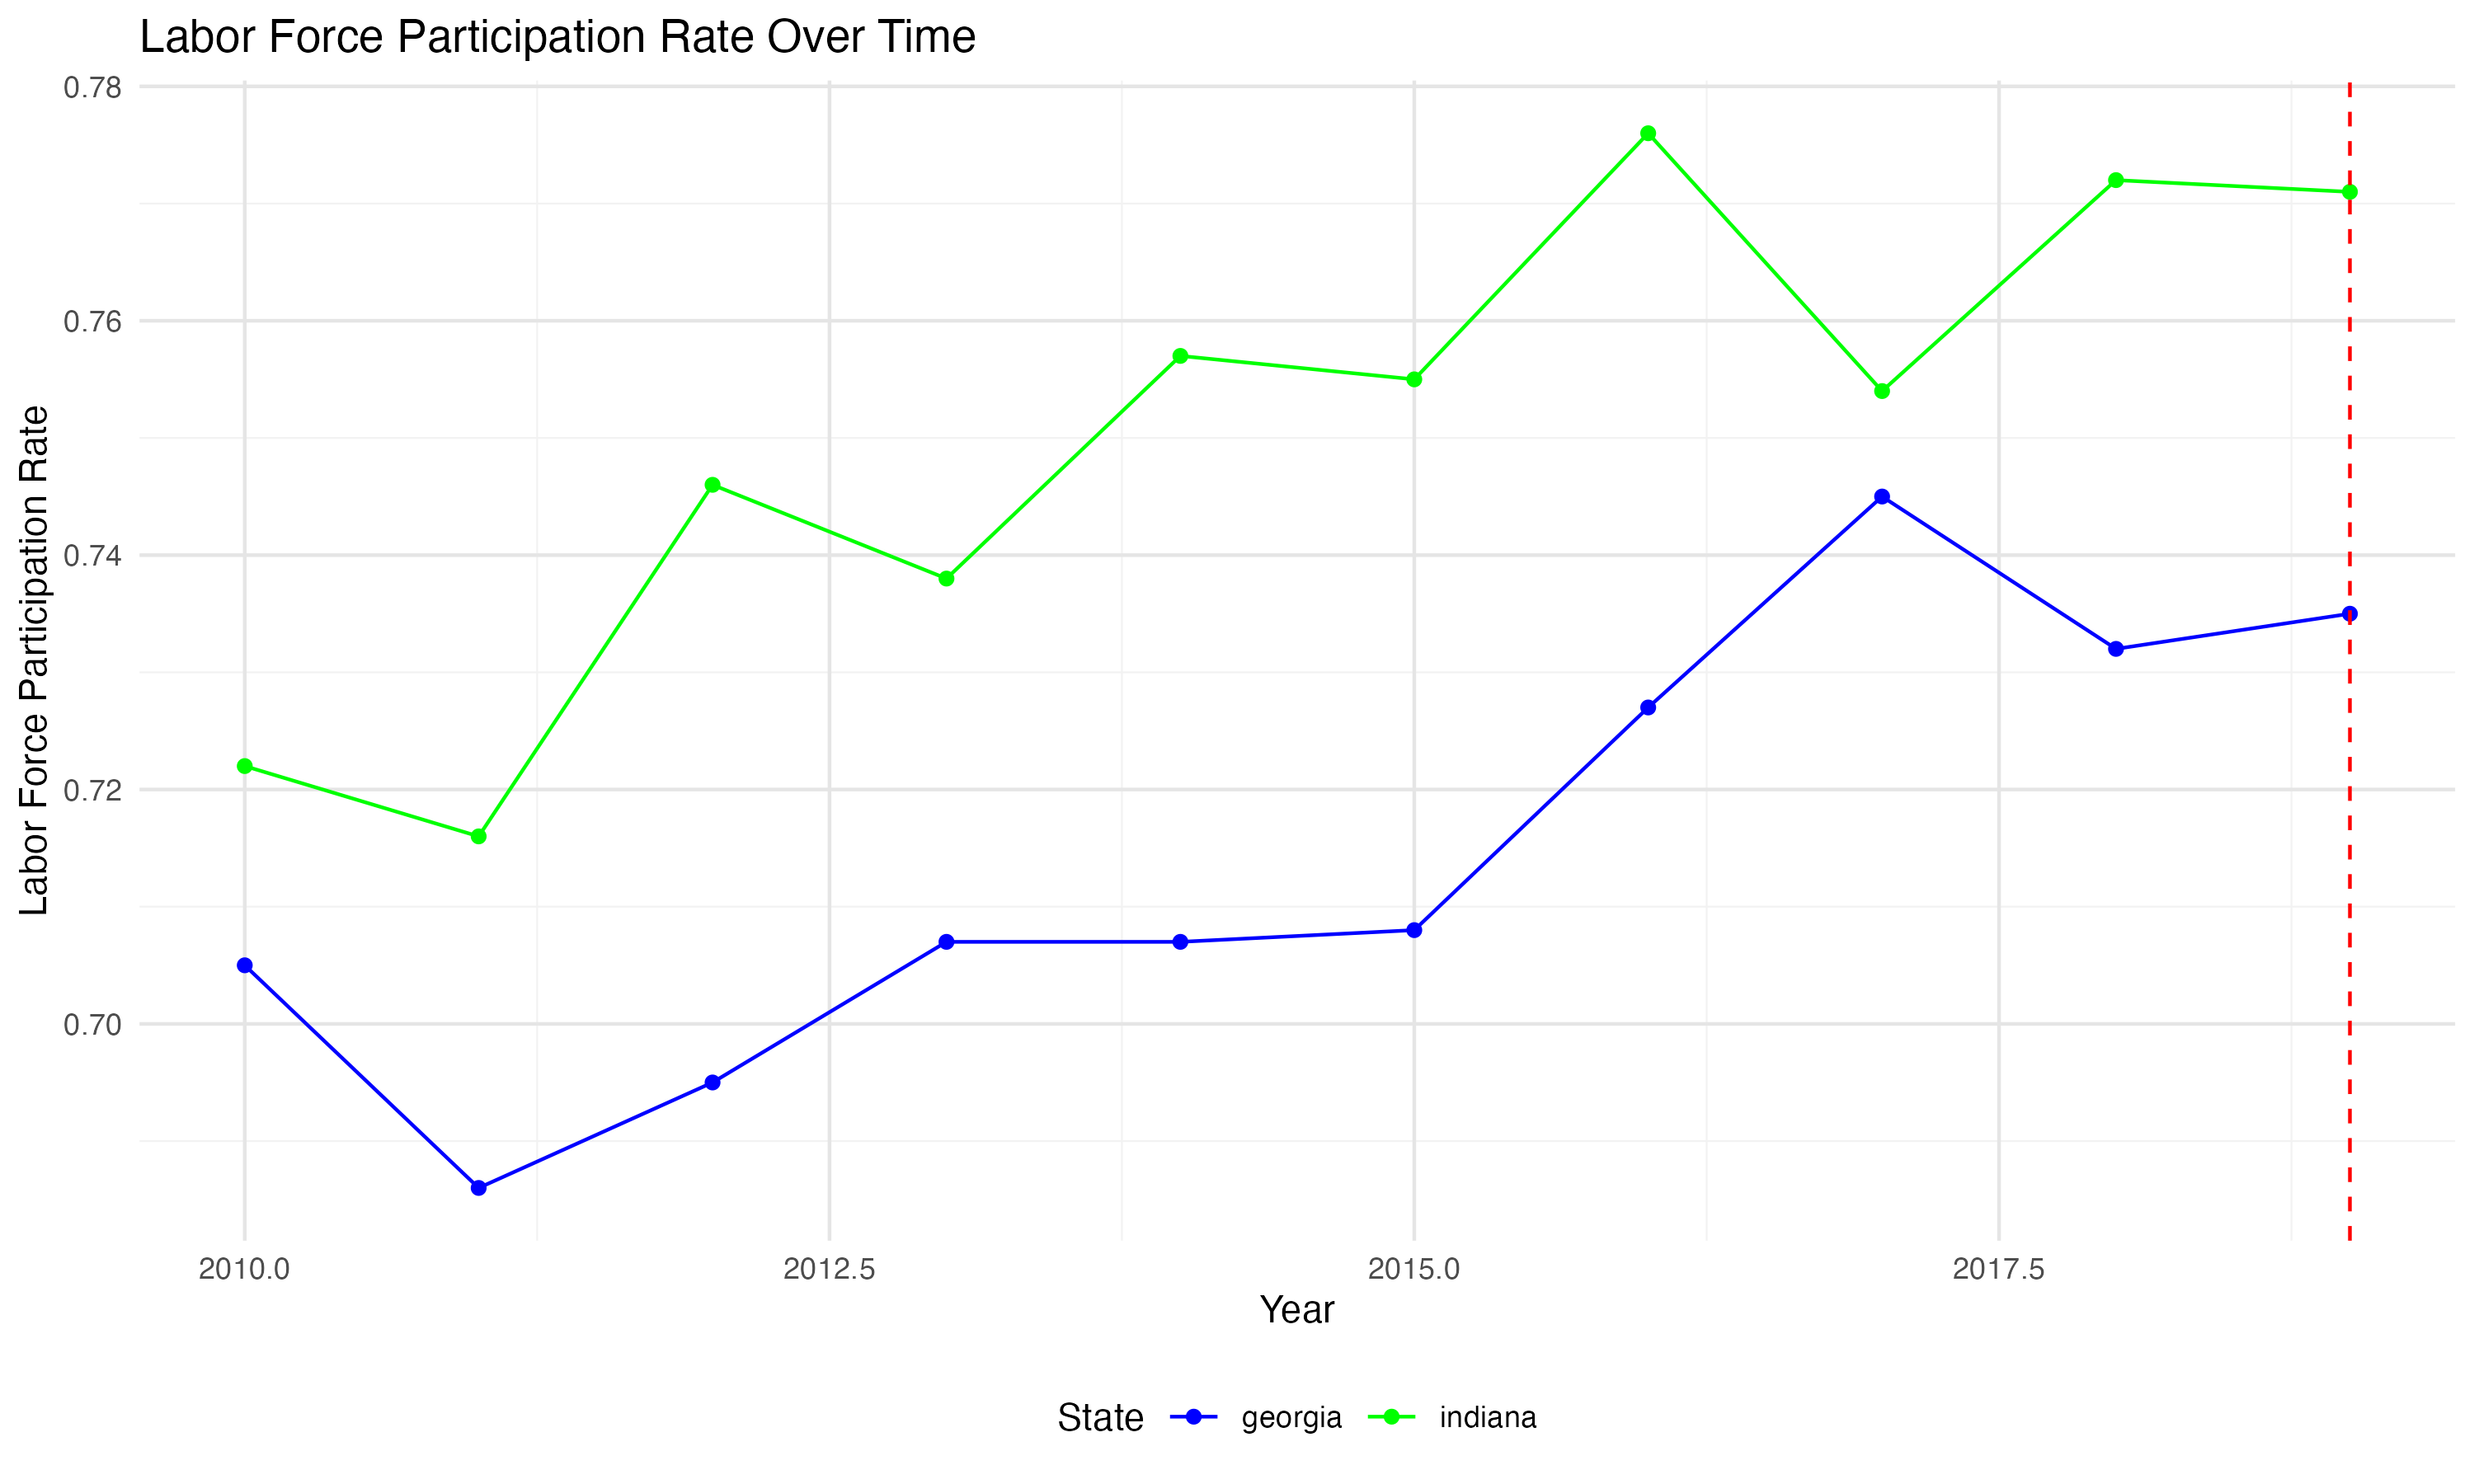 Labor Force Participation Rate Over Time
Labor Force Participation Rate
0.78
0.76
0.74
0.72
0.70
2010.0 2012.5 2015.0 2017.5
Year
State georgia indiana